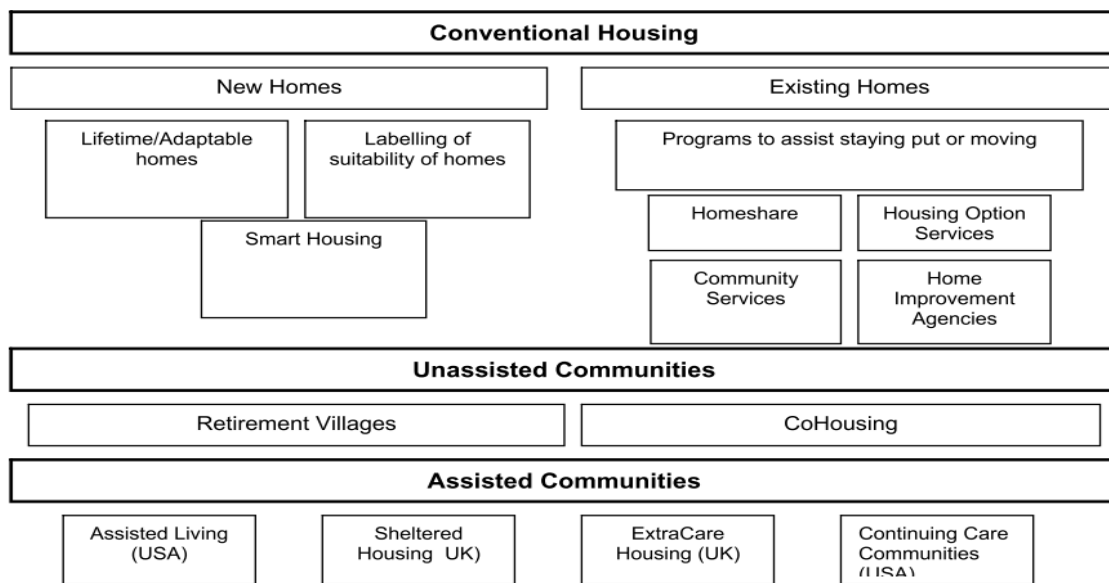 Conventional Housing
New Homes
Existing Homes
Lifetime/Adaptable
homes
Labelling of
suitability of homes
Programs to assist staying put or moving
Smart Housing
Homeshare
Housing Option
Services
Community
Services
Home
Improvement
Agencies
Unassisted Communities
Retirement Villages
CoHousing
Assisted Communities
Assisted Living
(USA)
Sheltered
Housing  UK)
ExtraCare
Housing (UK)
Continuing Care
Communities
(USA)